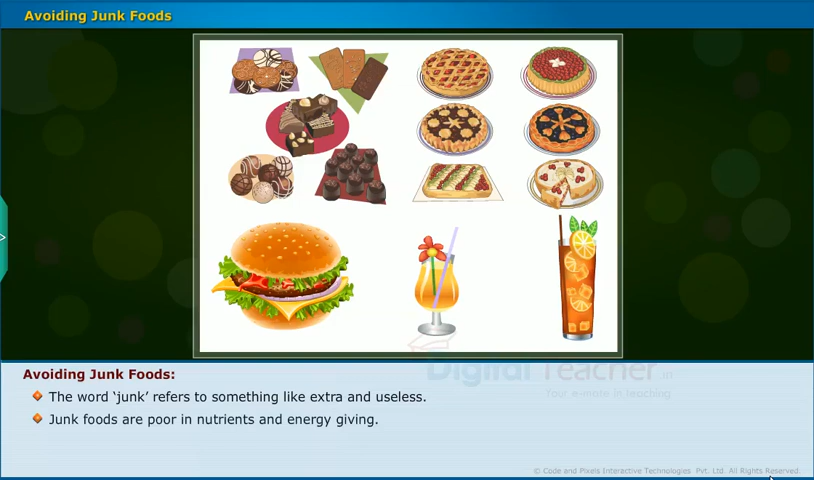 Avoiding Junk Foods
Avoiding Junk Foods:
The word ‘junk’ refers to something like extra and useless.
Junk foods are poor in nutrients and energy giving.
Digital Teacher.in
Your e-mate in Teaching
© Code and Pixels Interactive Technologies Pvt. Ltd. All Rights Reserved.